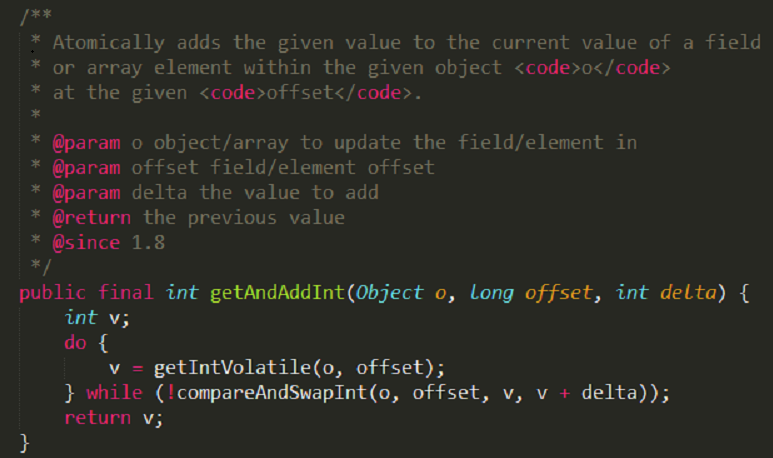 /**
 * Atomically adds the given value to the current value of a field
 * or array element within the given object <code>o</code>
 * at the given <code>offset</code>.
 *
 * @param o object/array to update the field/element in
 * @param offset field/element offset
 * @param delta the value to add
 * @return the previous value
 * @since 1.8
 */
public final int getAndAddInt(Object o, long offset, int delta) {
    int v;
    do {
        v = getIntVolatile(o, offset);
    } while (!compareAndSwapInt(o, offset, v, v + delta));
    return v;
}